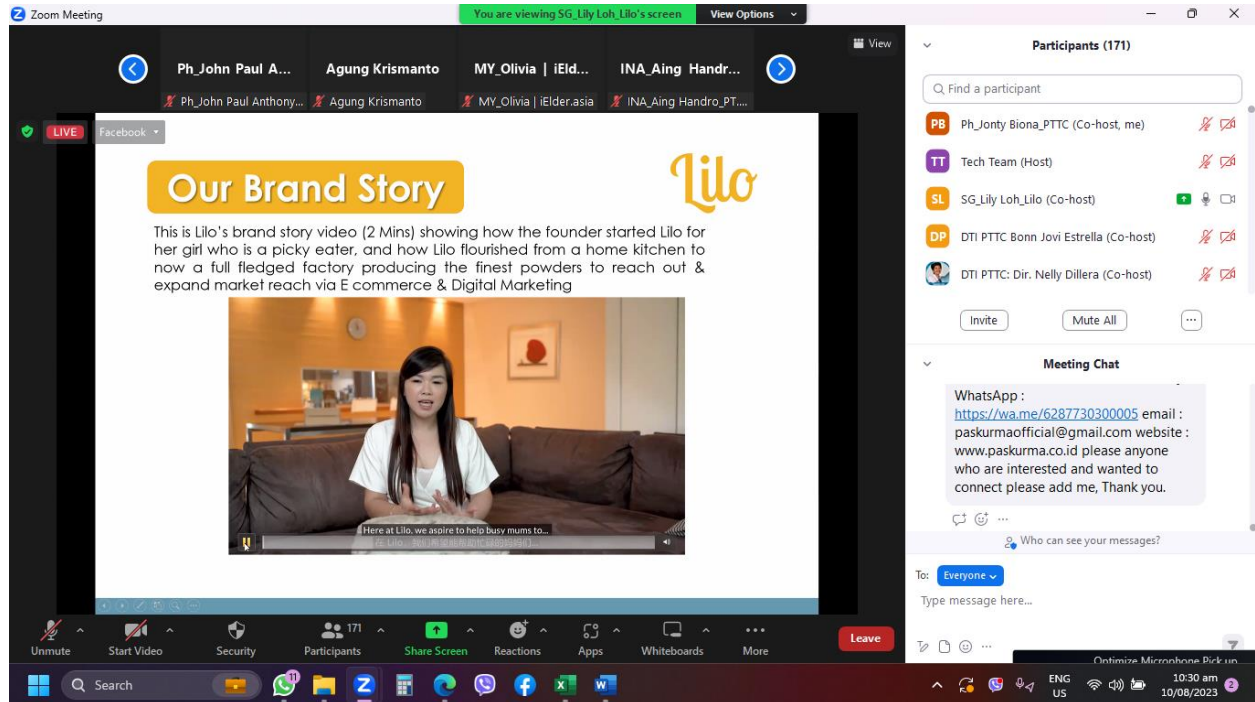 Zoom Meeting
You are viewing SG_Lily Loh_Lilo's screen
View Options
View
Ph_John Paul A...
Agung Krismanto
MY_Olivia | iEld...
INA_Aing Handr...
Ph_John Paul Anthony...
Agung Krismanto
MY_Olivia | iElder.asia
INA_Aing Handro_PT....
LIVE
Facebook
Our Brand Story
Lilo
This is Lilo's brand story video (2 Mins) showing how the founder started Lilo for
her girl who is a picky eater, and how Lilo flourished from a home kitchen to
now a full fledged factory producing the finest powders to reach out &
expand market reach via E commerce & Digital Marketing
Here at Lilo, we aspire to help busy mums to...
Participants (171)
Find a participant
PB
Ph_Jonty Biona_PTTC (Co-host, me)
TT
Tech Team (Host)
SL
SG_Lily Loh_Lilo (Co-host)
DP
DTI PTTC Bonn Jovi Estrella (Co-host)
DTI PTTC: Dir. Nelly Dillera (Co-host)
Invite
Mute All
Meeting Chat
WhatsApp :
https://wa.me/6287730300005 email :
paskurmaofficial@gmail.com website :
www.paskurma.co.id please anyone
who are interested and wanted to
connect please add me, Thank you.
Who can see your messages?
To: Everyone
Type message here...
Unmute
Start Video
Security
171
Participants
Share Screen
Reactions
Apps
Whiteboards
More
Leave
Optimize Microphone Pick up
Search
11
ENG
US
10:30 am
10/08/2023
2